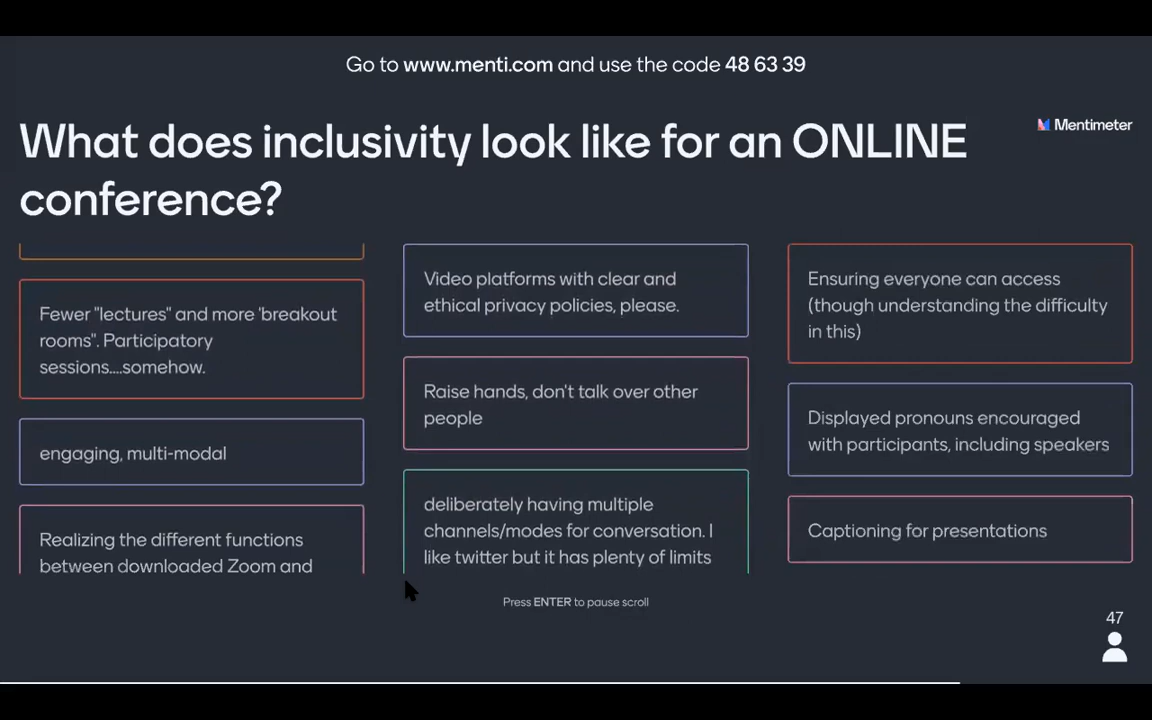 Go to www.menti.com and use the code 48 63 39
Mentimeter
What does inclusivity look like for an ONLINE
conference?
Fewer "lectures" and more 'breakout
rooms". Participatory
sessions....somehow.
engaging, multi-modal
Realizing the different functions
between downloaded Zoom and
Video platforms with clear and
ethical privacy policies, please.
Raise hands, don't talk over other
people
deliberately having multiple
channels/modes for conversation. I
like twitter but it has plenty of limits
Ensuring everyone can access
(though understanding the difficulty
in this)
Displayed pronouns encouraged
with participants, including speakers
Captioning for presentations
Press ENTER to pause scroll
47